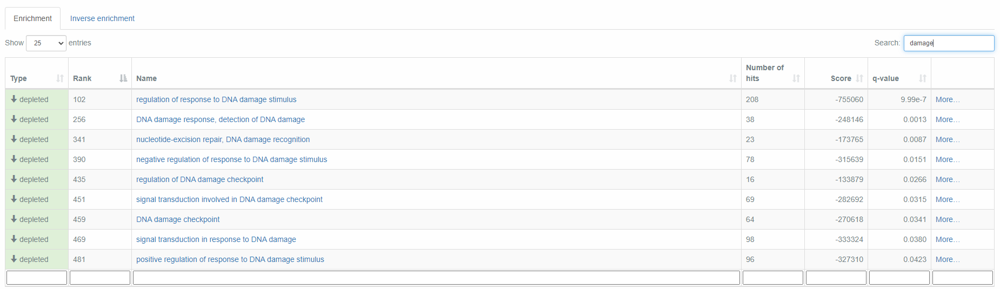 Enrichment Inverse enrichment
Show 25 entries Search: damage
Type Rank Name Number of hits Score q-value
depleted 102 regulation of response to DNA damage stimulus 208 -755060 9.99e-7 More…
depleted 256 DNA damage response, detection of DNA damage 38 -248146 0.0013 More…
depleted 341 nucleotide-excision repair, DNA damage recognition 23 -173765 0.0087 More…
depleted 390 negative regulation of response to DNA damage stimulus 78 -315639 0.0151 More…
depleted 435 regulation of DNA damage checkpoint 16 -133879 0.0266 More…
depleted 451 signal transduction involved in DNA damage checkpoint 69 -282692 0.0315 More…
depleted 459 DNA damage checkpoint 64 -270618 0.0341 More…
depleted 469 signal transduction in response to DNA damage 98 -333324 0.0380 More…
depleted 481 positive regulation of response to DNA damage stimulus 96 -327310 0.0423 More…